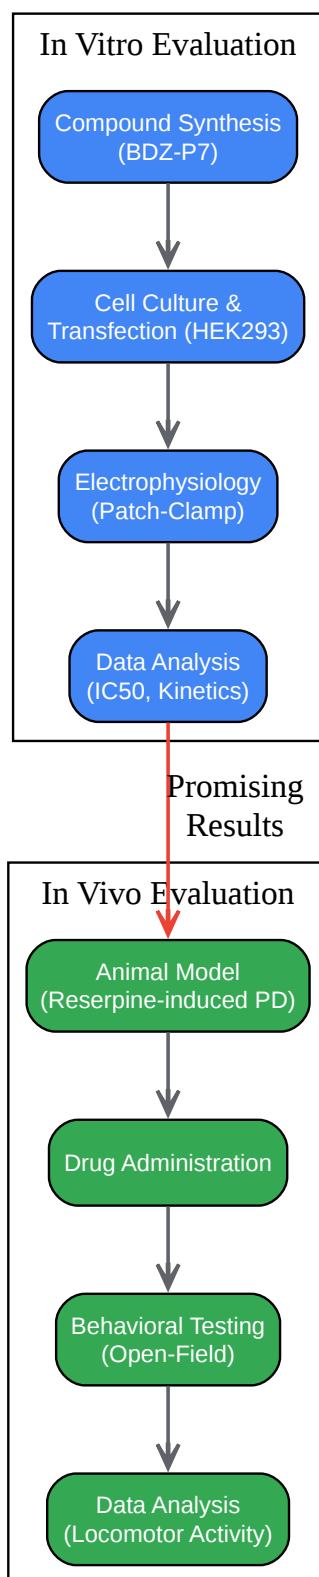 In Vitro Evaluation
Compound Synthesis
(BDZ-P7)
Cell Culture &
Transfection (HEK293)
Electrophysiology
(Patch-Clamp)
Data Analysis
(IC50, Kinetics)
Promising
Results
In Vivo Evaluation
Animal Model
(Reserpine-induced PD)
Drug Administration
Behavioral Testing
(Open-Field)
Data Analysis
(Locomotor Activity)